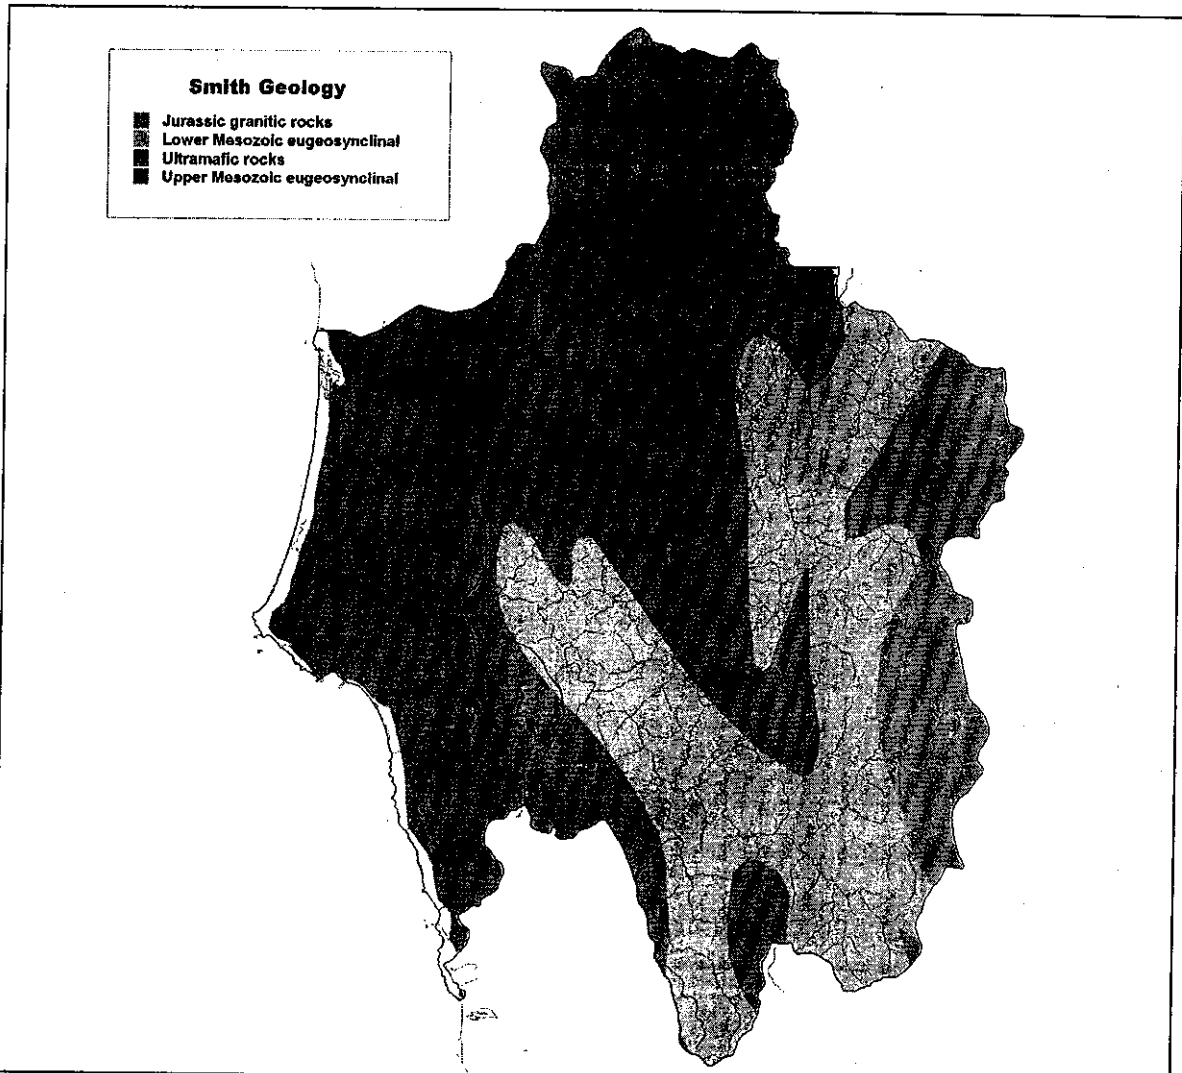 Smith Geology
Jurassic granitic rocks
Lower Mesozoic eugeosynclinal
Ultramafic rocks
Upper Mesozoic eugeosynclinal